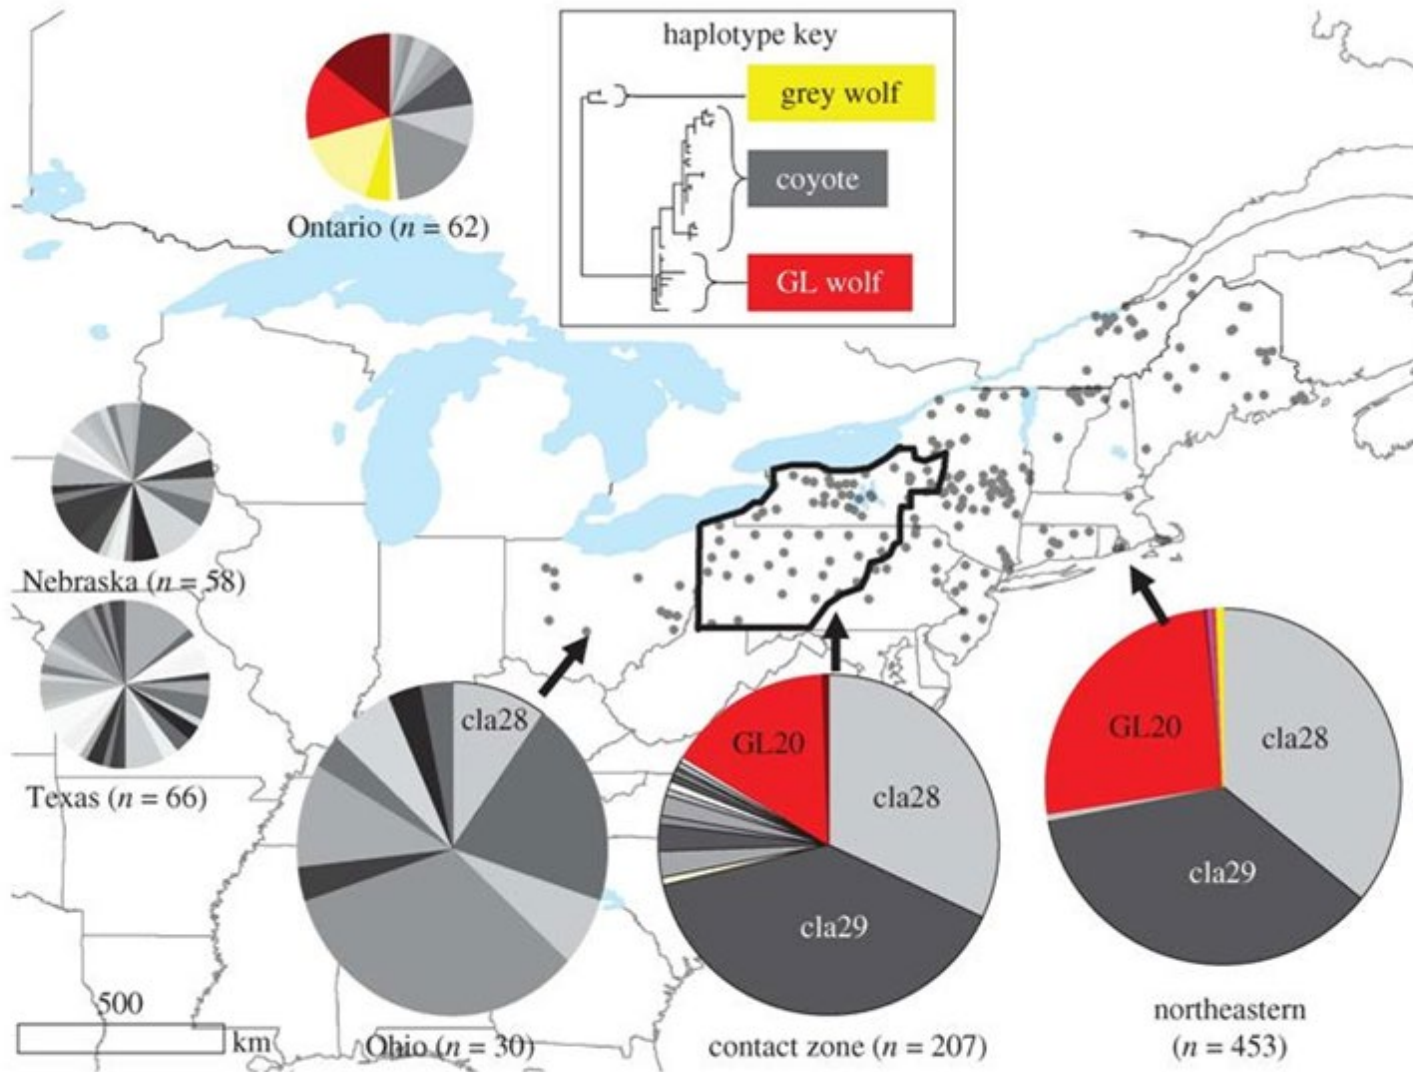 haplotype key
grey wolf
coyote
GL wolf
Ontario (n = 62)
Nebraska (n = 58)
Texas (n = 66)
cla28
GL20
cla28
cla29
GL20
cla28
cla29
500
km
Ohio (n = 30)
contact zone (n = 207)
northeastern
(n = 453)